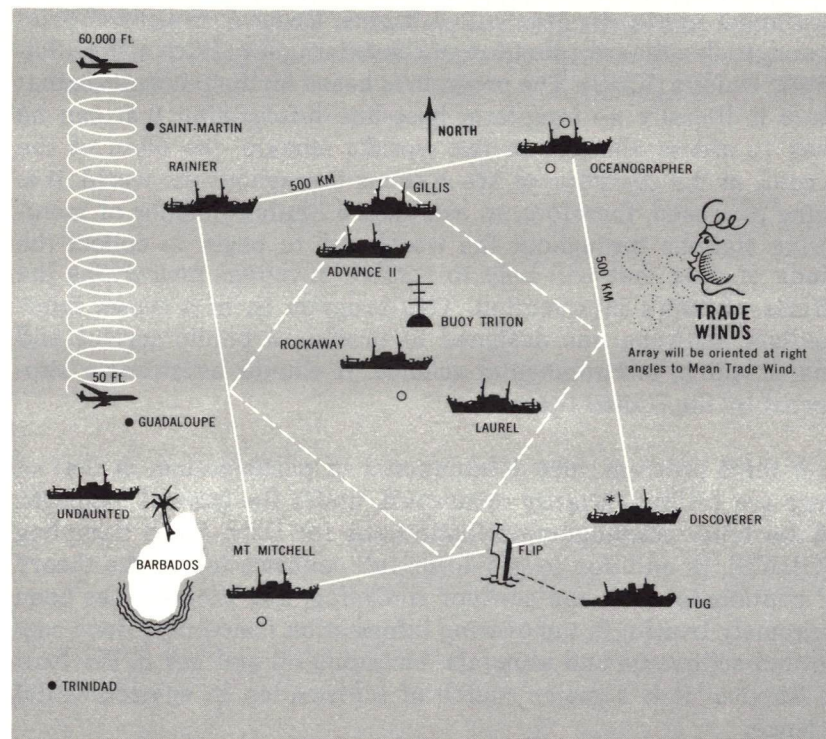 60,000 Ft.
SAINT-MARTIN
NORTH
RAINIER
500 KM
GILLIS
OCEANOGRAPHER
ADVANCE II
500 KM
BUOY TRITON
TRADE
WINDS
Array will be oriented at right
angles to Mean Trade Wind.
ROCKAWAY
50 Ft.
GUADALOUPE
LAUREL
UNDAUNTED
DISCOVERER
MT MITCHELL
FLIP
BARBADOS
TUG
TRINIDAD